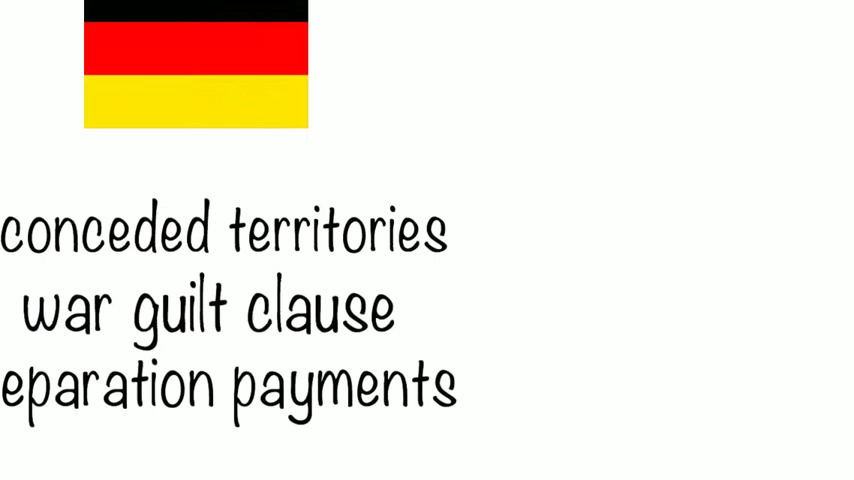 conceded territories
war guilt clause
eparation payments